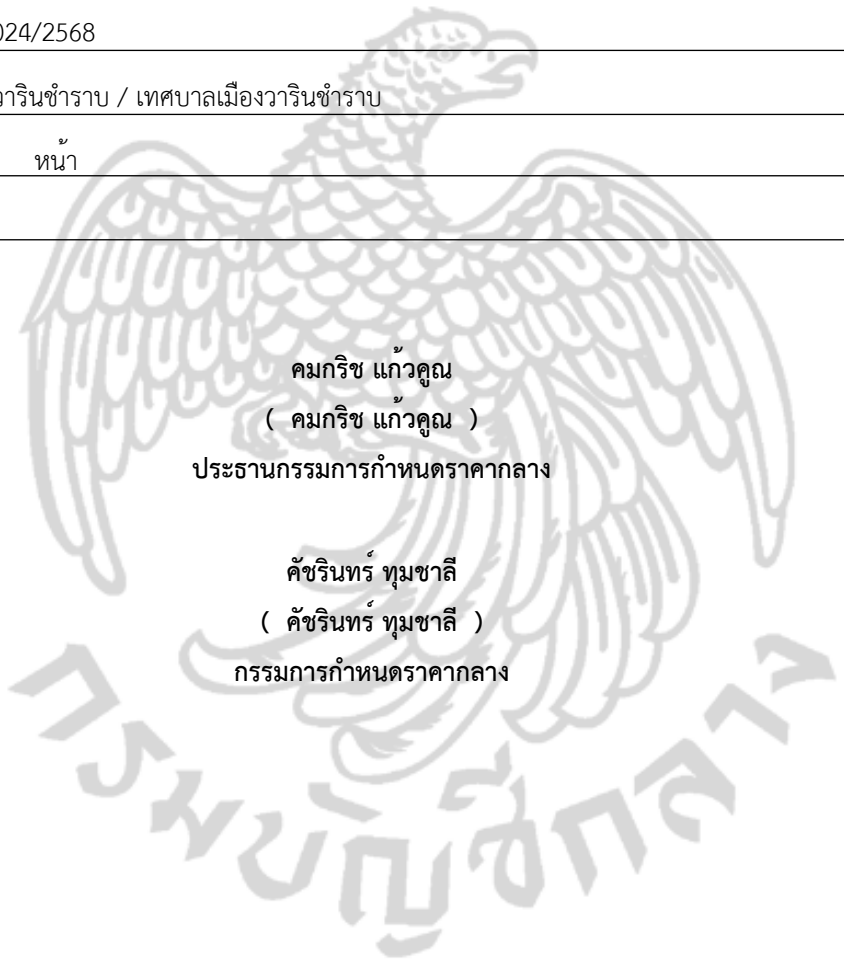 024/2568
วารินชำราบ / เทศบาลเมืองวารินชำราบ
หน้า
คมกริช แก้วคูณ
( คมกริช แก้วคูณ )
ประธานกรรมการกำหนดราคากลาง
คัชรินทร์ ทุมชาลี
( คัชรินทร์ ทุมชาลี )
กรรมการกำหนดราคากลาง
กรมบัญชีกลาง